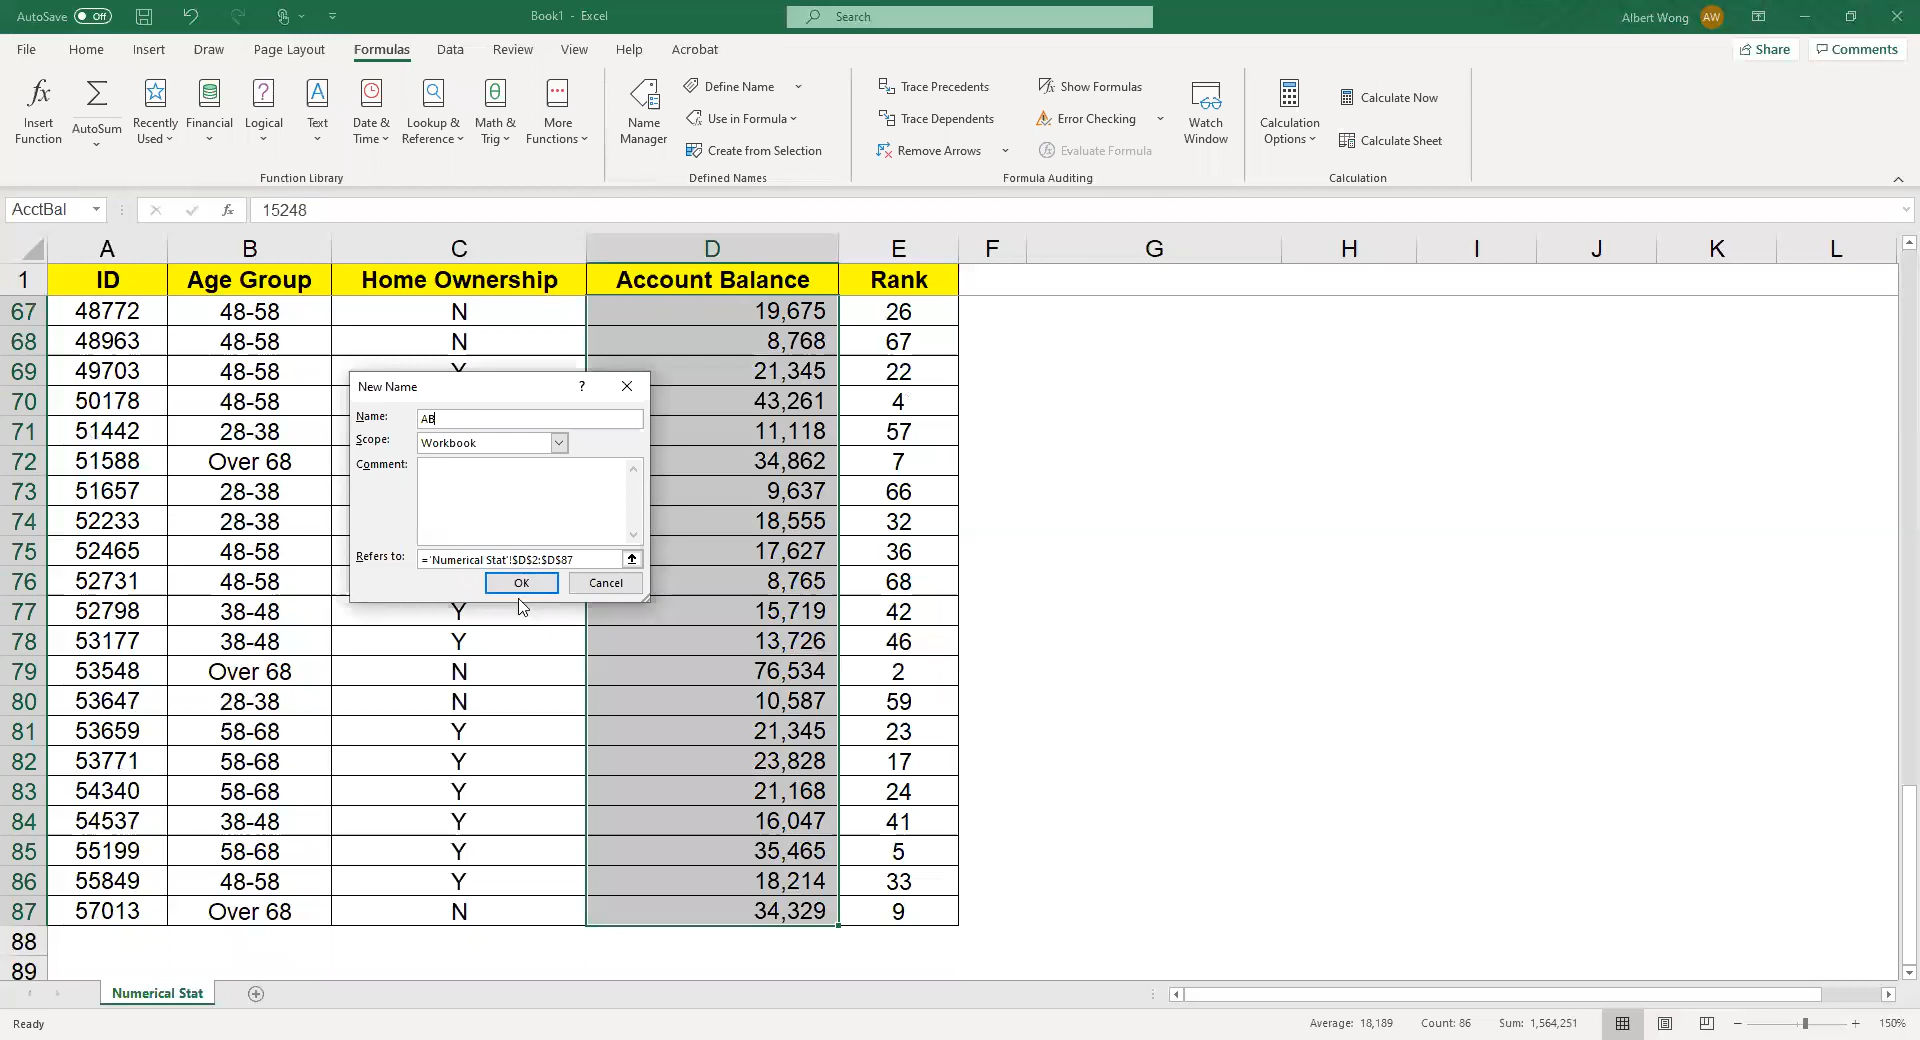 AutoSave Off Book1 - Excel Search Albert Wong AW
File Home Insert Draw Page Layout Formulas Data Review View Help Acrobat Share Comments
fx Insert Function
Σ AutoSum
Recently Used
Financial
Logical
Text
Date & Time
Lookup & Reference
Math & Trig
More Functions
Function Library
Name Manager
Define Name
Use in Formula
Create from Selection
Defined Names
Trace Precedents
Trace Dependents
Remove Arrows
Show Formulas
Error Checking
Evaluate Formula
Formula Auditing
Watch Window
Calculation Options
Calculate Now
Calculate Sheet
Calculation
AcctBal fx 15248
A B C D E F G H I J K L
1 ID Age Group Home Ownership Account Balance Rank
67 48772 48-58 N 19,675 26
68 48963 48-58 N 8,768 67
69 49703 48-58 Y 21,345 22
70 50178 48-58 43,261 4
71 51442 28-38 11,118 57
72 51588 Over 68 34,862 7
73 51657 28-38 9,637 66
74 52233 28-38 18,555 32
75 52465 48-58 17,627 36
76 52731 48-58 8,765 68
77 52798 38-48 Y 15,719 42
78 53177 38-48 Y 13,726 46
79 53548 Over 68 N 76,534 2
80 53647 28-38 N 10,587 59
81 53659 58-68 Y 21,345 23
82 53771 58-68 Y 23,828 17
83 54340 58-68 Y 21,168 24
84 54537 38-48 Y 16,047 41
85 55199 58-68 Y 35,465 5
86 55849 48-58 Y 18,214 33
87 57013 Over 68 N 34,329 9
88
89
New Name ?
Name: AB
Scope: Workbook
Comment:
Refers to: ='Numerical Stat'!$D$2:$D$87
OK Cancel
Numerical Stat
Ready Average: 18,189 Count: 86 Sum: 1,564,251 150%